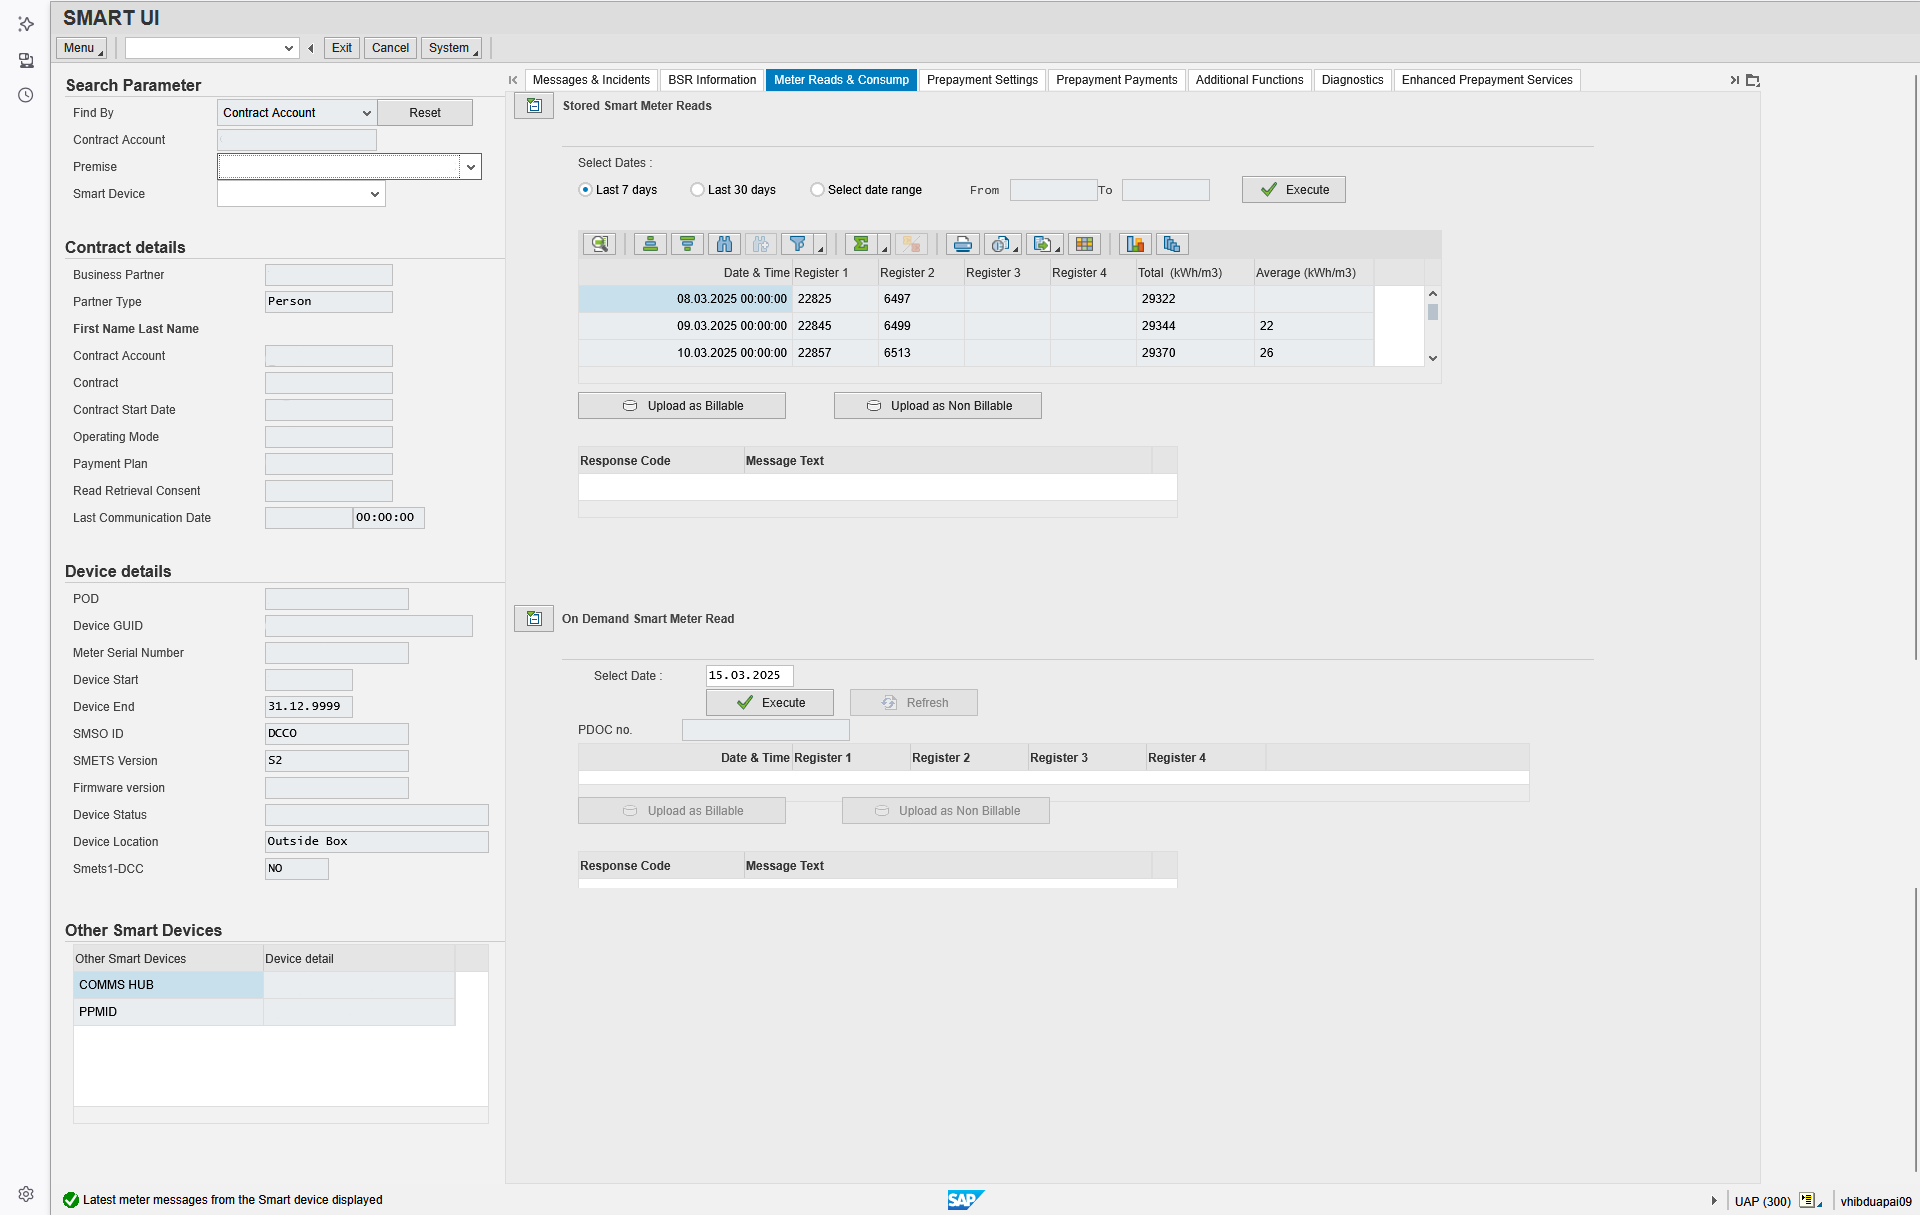 SMART UI
Menu
Exit
Cancel
System
Search Parameter
Find By
Contract Account
Reset
Contract Account
Premise
Smart Device
Contract details
Business Partner
Partner Type
Person
First Name Last Name
Contract Account
Contract
Contract Start Date
Operating Mode
Payment Plan
Read Retrieval Consent
Last Communication Date
00:00:00
Device details
POD
Device GUID
Meter Serial Number
Device Start
Device End
31.12.9999
SMSO ID
DCCO
SMETS Version
S2
Firmware version
Device Status
Device Location
Outside Box
Smets1-DCC
NO
Other Smart Devices
Other Smart Devices Device detail
COMMS HUB
PPMID
Messages & Incidents
BSR Information
Meter Reads & Consump
Prepayment Settings
Prepayment Payments
Additional Functions
Diagnostics
Enhanced Prepayment Services
Stored Smart Meter Reads
Select Dates :
Last 7 days
Last 30 days
Select date range
From
To
Execute
Date & Time Register 1 Register 2 Register 3 Register 4 Total (kWh/m3) Average (kWh/m3)
08.03.2025 00:00:00 22825 6497 29322
09.03.2025 00:00:00 22845 6499 29344 22
10.03.2025 00:00:00 22857 6513 29370 26
Upload as Billable
Upload as Non Billable
Response Code Message Text
On Demand Smart Meter Read
Select Date :
15.03.2025
Execute
Refresh
PDOC no.
Date & Time Register 1 Register 2 Register 3 Register 4
Upload as Billable
Upload as Non Billable
Response Code Message Text
Latest meter messages from the Smart device displayed
SAP
UAP (300)
vhibduapai09